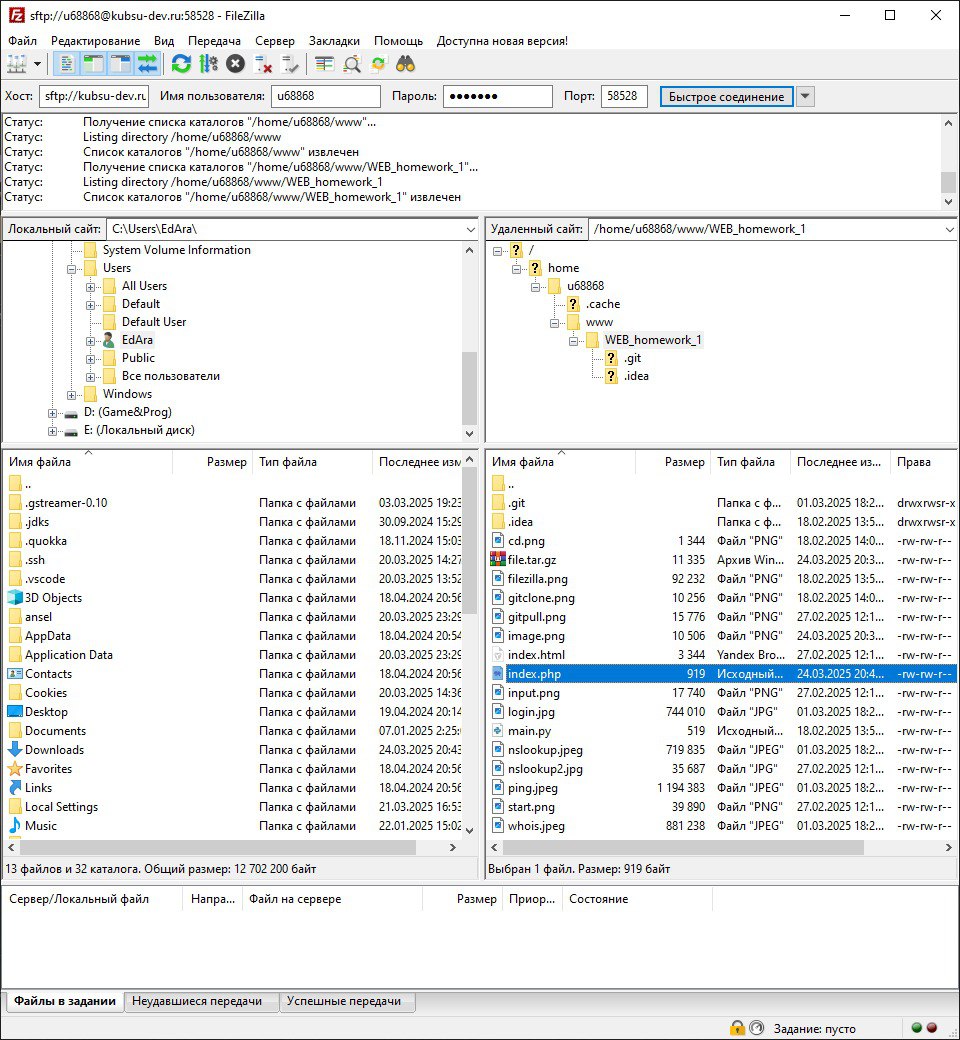 sftp://u68868@kubsu-dev.ru:58528 - FileZilla
Файл Редактирование Вид Передача Сервер Закладки Помощь Доступна новая версия!
Хост: sftp://kubsu-dev.ru Имя пользователя: u68868 Пароль: ●●●●●●● Порт: 58528 Быстрое соединение
Статус: Получение списка каталогов "/home/u68868/www"...
Статус: Listing directory /home/u68868/www
Статус: Список каталогов "/home/u68868/www" извлечен
Статус: Получение списка каталогов "/home/u68868/www/WEB_homework_1"...
Статус: Listing directory /home/u68868/www/WEB_homework_1
Статус: Список каталогов "/home/u68868/www/WEB_homework_1" извлечен
Локальный сайт: C:\Users\EdAra\
System Volume Information
Users
All Users
Default
Default User
EdAra
Public
Все пользователи
Windows
D: (Game&Prog)
E: (Локальный диск)
Удаленный сайт: /home/u68868/www/WEB_homework_1
/
home
u68868
.cache
www
WEB_homework_1
.git
.idea
Имя файла Размер Тип файла Последнее изм
..
.gstreamer-0.10 Папка с файлами 03.03.2025 19:23
.jdks Папка с файлами 30.09.2024 15:29
.quokka Папка с файлами 18.11.2024 15:03
.ssh Папка с файлами 20.03.2025 14:27
.vscode Папка с файлами 20.03.2025 13:52
3D Objects Папка с файлами 18.04.2024 20:56
ansel Папка с файлами 20.03.2025 23:29
AppData Папка с файлами 18.04.2024 20:54
Application Data Папка с файлами 20.03.2025 23:29
Contacts Папка с файлами 18.04.2024 20:56
Cookies Папка с файлами 20.03.2025 14:36
Desktop Папка с файлами 19.04.2024 20:14
Documents Папка с файлами 07.01.2025 2:25:
Downloads Папка с файлами 24.03.2025 20:43
Favorites Папка с файлами 18.04.2024 20:56
Links Папка с файлами 18.04.2024 20:56
Local Settings Папка с файлами 21.03.2025 16:53
Music Папка с файлами 22.01.2025 15:02
13 файлов и 32 каталога. Общий размер: 12 702 200 байт
Имя файла Размер Тип файла Последнее из... Права
..
.git Папка с ф... 01.03.2025 18:2... drwxrwsr-x
.idea Папка с ф... 18.02.2025 13:5... drwxrwsr-x
cd.png 1 344 Файл "PNG" 18.02.2025 14:0... -rw-rw-r--
file.tar.gz 11 335 Архив Win... 24.03.2025 20:3... -rw-rw-r--
filezilla.png 92 232 Файл "PNG" 18.02.2025 13:5... -rw-rw-r--
gitclone.png 10 256 Файл "PNG" 18.02.2025 14:0... -rw-rw-r--
gitpull.png 15 776 Файл "PNG" 27.02.2025 12:1... -rw-rw-r--
image.png 10 506 Файл "PNG" 24.03.2025 20:3... -rw-rw-r--
index.html 3 344 Yandex Bro... 27.02.2025 12:1... -rw-rw-r--
index.php 919 Исходный... 24.03.2025 20:4... -rw-rw-r--
input.png 17 740 Файл "PNG" 27.02.2025 12:1... -rw-rw-r--
login.jpg 744 010 Файл "JPG" 01.03.2025 18:2... -rw-rw-r--
main.py 519 Исходный... 18.02.2025 13:5... -rw-rw-r--
nslookup.jpeg 719 835 Файл "JPEG" 01.03.2025 18:2... -rw-rw-r--
nslookup2.jpg 35 687 Файл "JPG" 27.02.2025 12:1... -rw-rw-r--
ping.jpeg 1 194 383 Файл "JPEG" 01.03.2025 18:2... -rw-rw-r--
start.png 39 890 Файл "PNG" 27.02.2025 12:1... -rw-rw-r--
whois.jpeg 881 238 Файл "JPEG" 01.03.2025 18:2... -rw-rw-r--
Выбран 1 файл. Размер: 919 байт
Сервер/Локальный файл Напра... Файл на сервере Размер Приор... Состояние
Файлы в задании Неудавшиеся передачи Успешные передачи
Задание: пусто